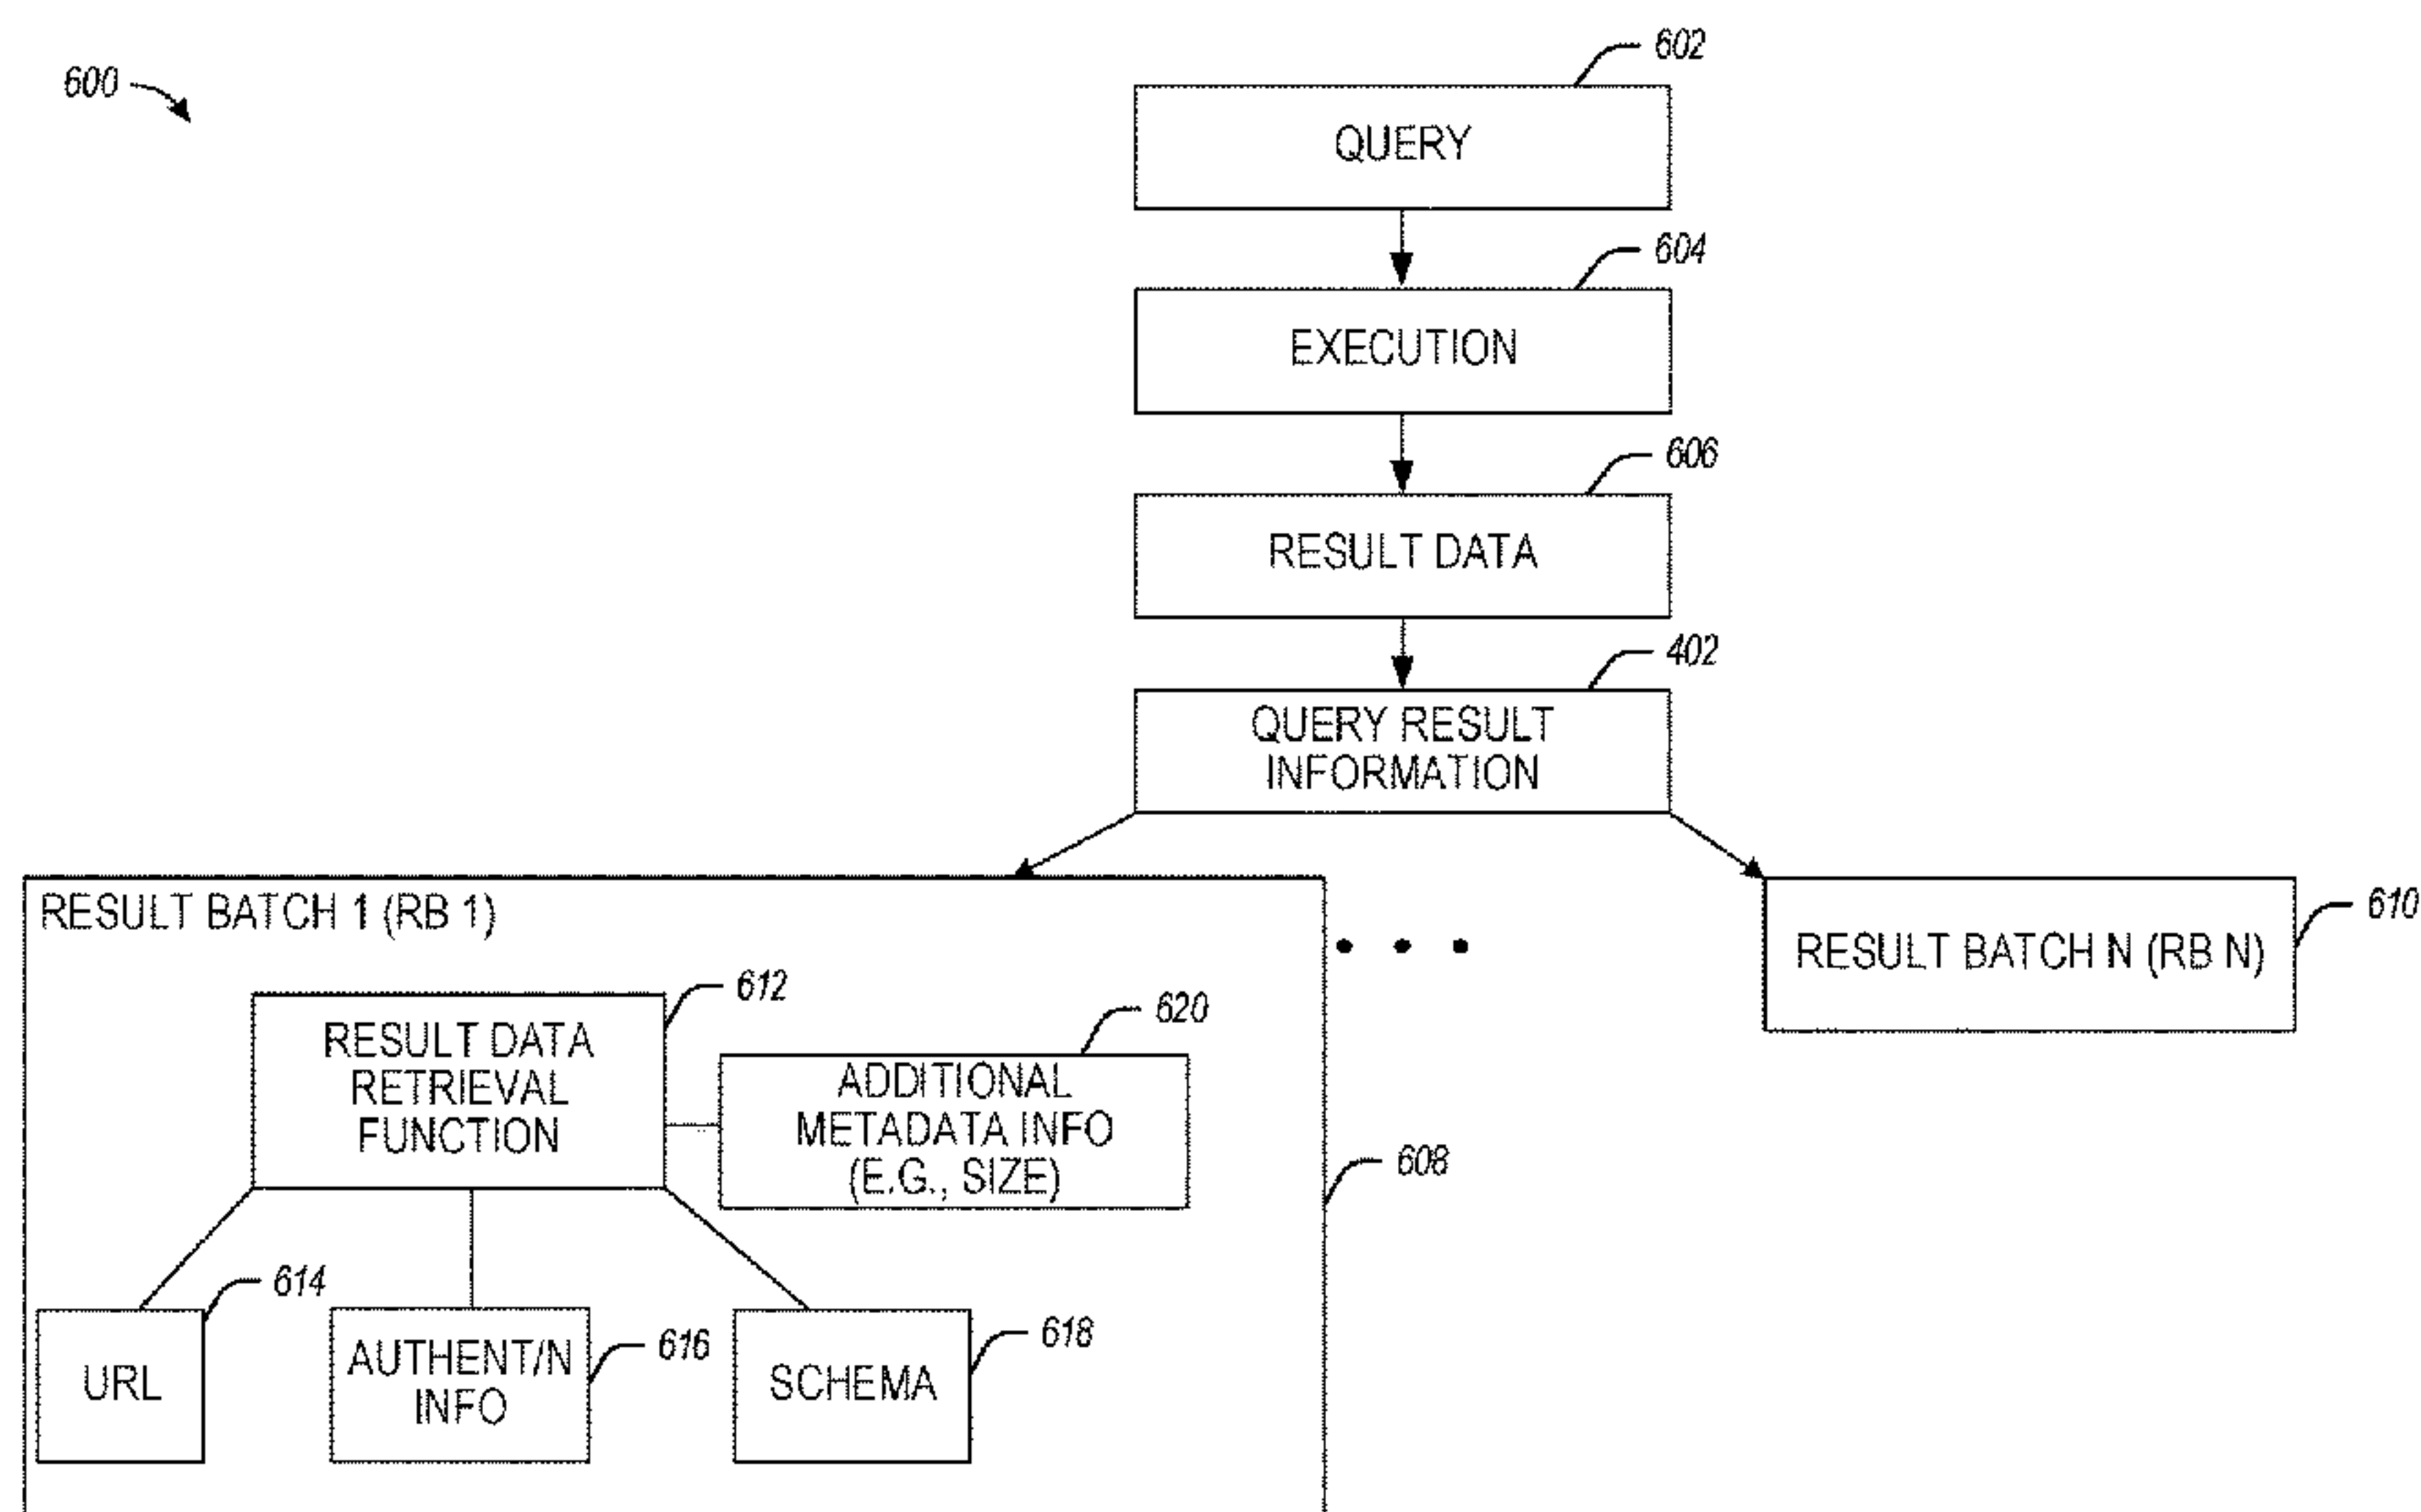 600
602
QUERY
604
EXECUTION
606
RESULT DATA
402
QUERY RESULT
INFORMATION
RESULT BATCH 1 (RB 1)
610
RESULT BATCH N (RB N)
612
RESULT DATA
RETRIEVAL
FUNCTION
620
ADDITIONAL
METADATA INFO
(E.G., SIZE)
608
614
URL
616
AUTHENT/N
INFO
618
SCHEMA